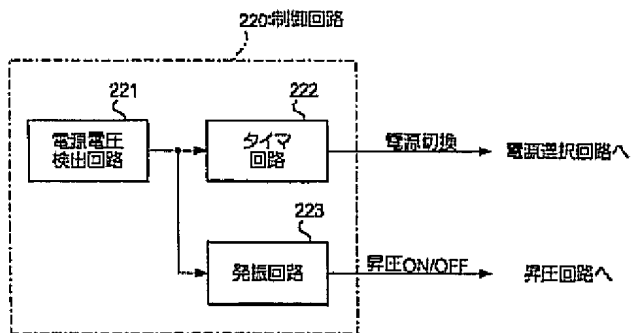 220:制御回路
221
電源電圧
検出回路
222
タイマ
回路
電源切換
電源選択回路へ
223
発振回路
昇圧ON/OFF
昇圧回路へ